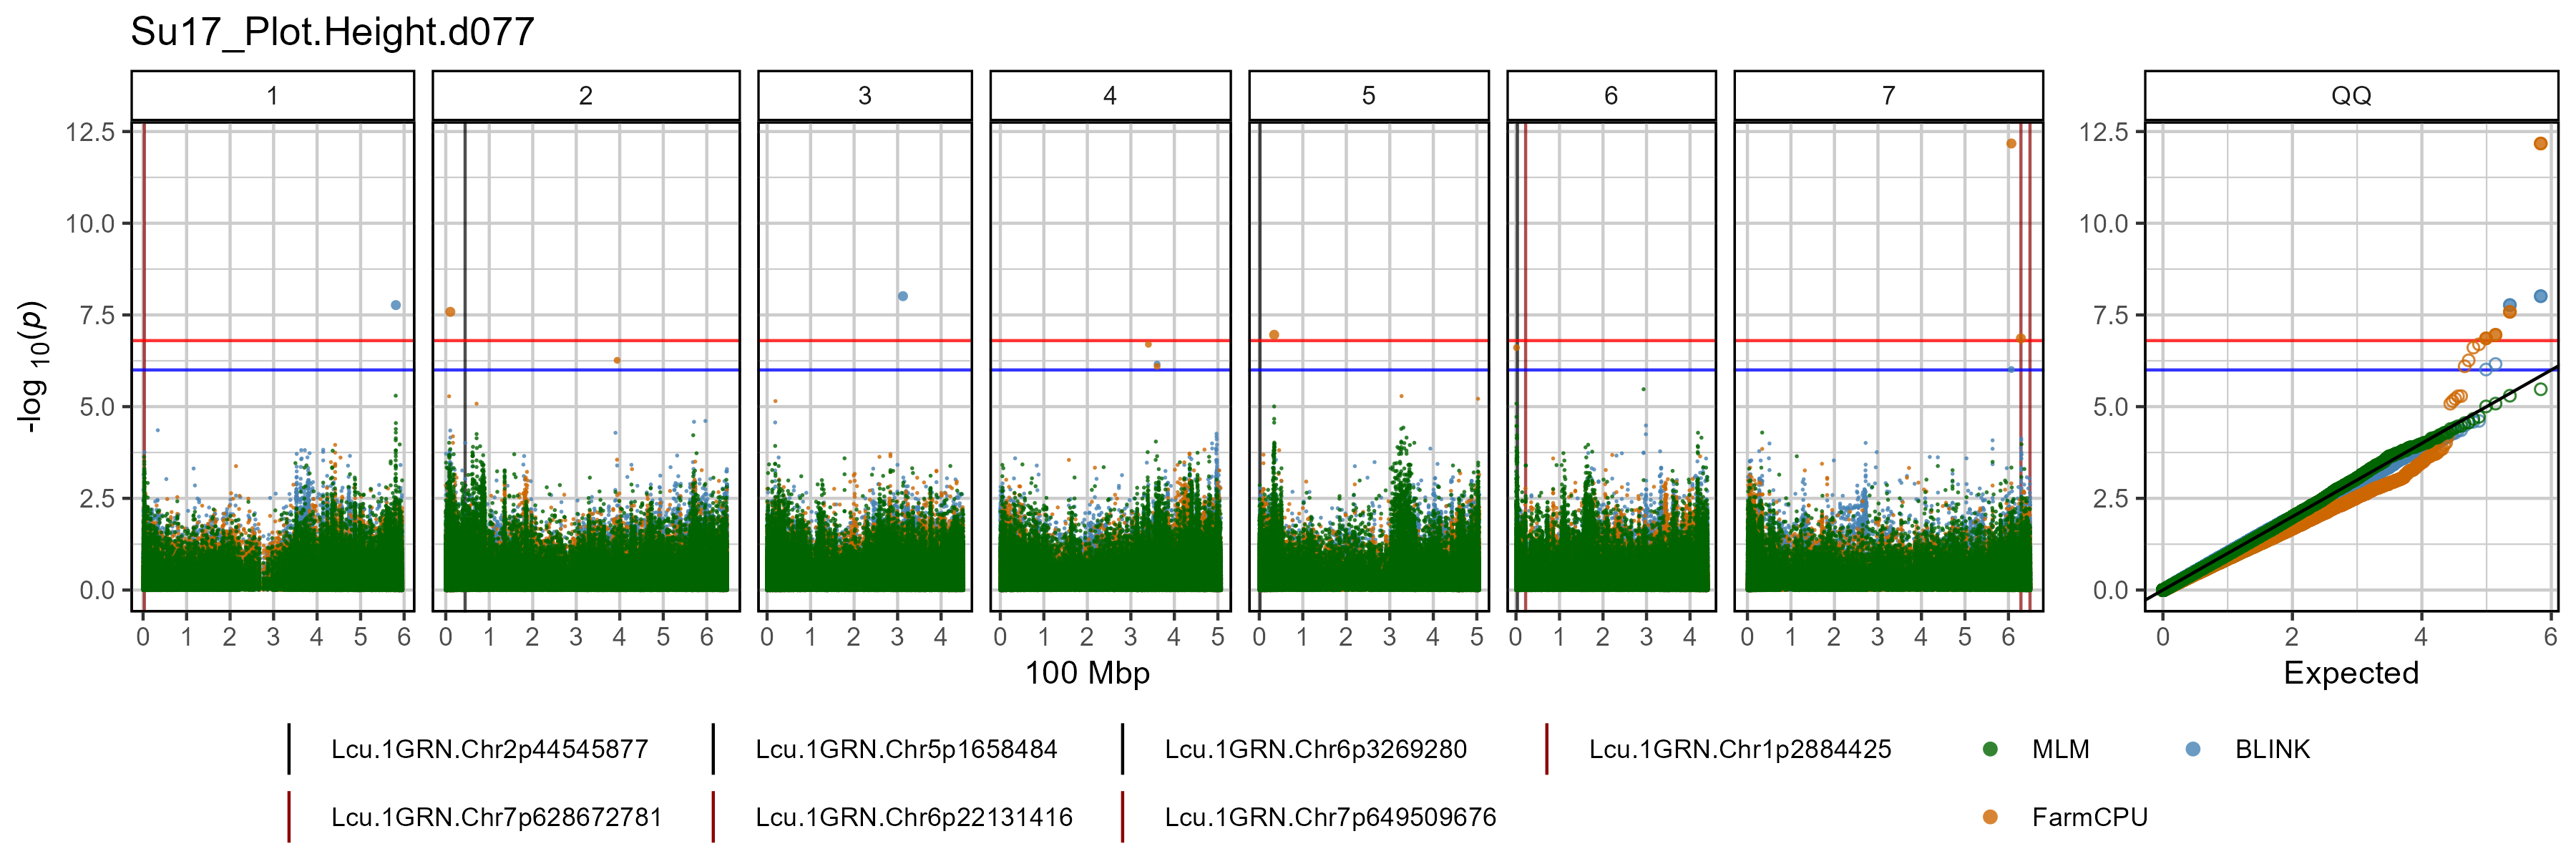 Su17_Plot.Height.d077
1 2 3 4 5 6 7 QQ
-log 10(p)
12.5
10.0
7.5
5.0
2.5
0.0
12.5
10.0
7.5
5.0
2.5
0.0
0 1 2 3 4 5 6 0 1 2 3 4 5 6 0 1 2 3 4 0 1 2 3 4 5 0 1 2 3 4 5 0 1 2 3 4 0 1 2 3 4 5 6 0 2 4 6
100 Mbp Expected
Lcu.1GRN.Chr2p44545877 Lcu.1GRN.Chr5p1658484 Lcu.1GRN.Chr6p3269280 Lcu.1GRN.Chr1p2884425 MLM BLINK
Lcu.1GRN.Chr7p628672781 Lcu.1GRN.Chr6p22131416 Lcu.1GRN.Chr7p649509676 FarmCPU